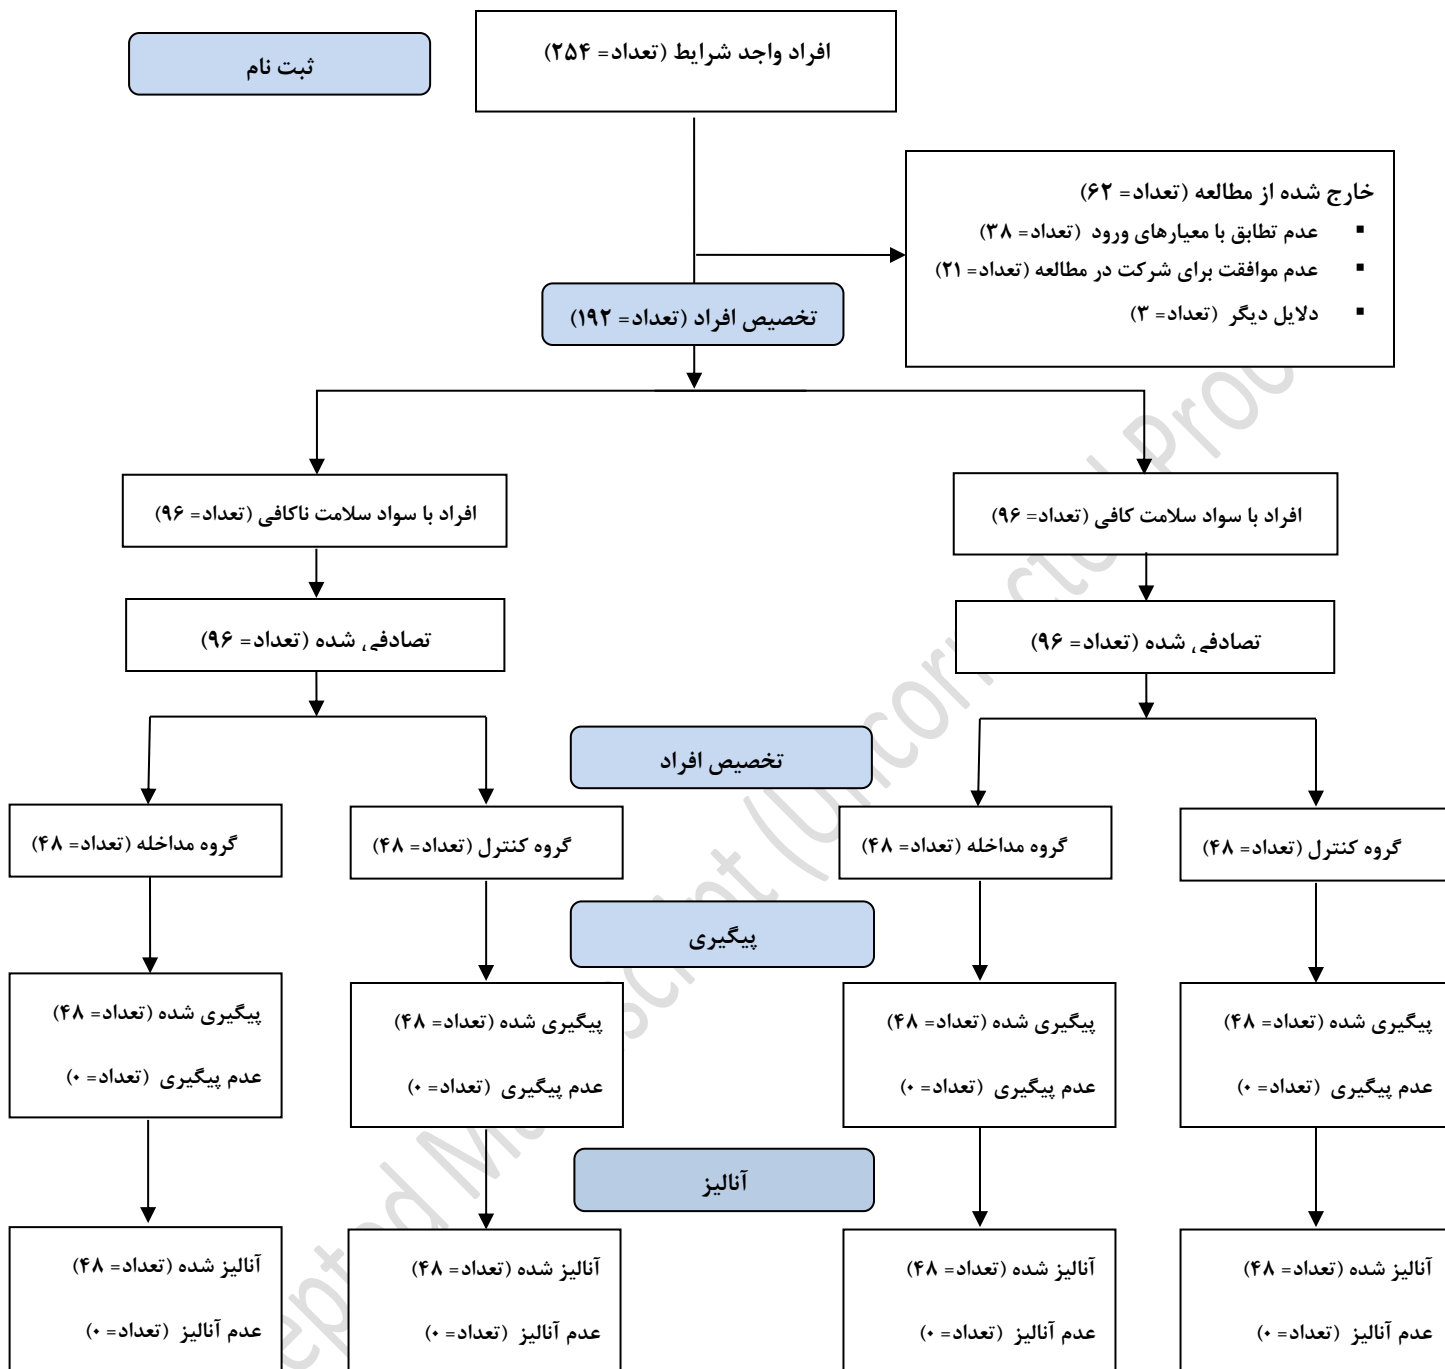 افراد واجد شرایط (تعداد= ۲۵۴)
ثبت نام
خارج شده از مطالعه (تعداد= ۶۲)
▪ عدم تطابق با معیارهای ورود (تعداد= ۳۸)
▪ عدم موافقت برای شرکت در مطالعه (تعداد= ۲۱)
▪ دلایل دیگر (تعداد= ۳)
تخصیص افراد (تعداد= ۱۹۲)
افراد با سواد سلامت کافی (تعداد= ۹۶)
افراد با سواد سلامت ناکافی (تعداد= ۹۶)
تصادفی شده (تعداد= ۹۶)
تصادفی شده (تعداد= ۹۶)
تخصیص افراد
گروه کنترل (تعداد= ۴۸)
گروه مداخله (تعداد= ۴۸)
گروه کنترل (تعداد= ۴۸)
گروه مداخله (تعداد= ۴۸)
پیگیری
پیگیری شده (تعداد= ۴۸)
عدم پیگیری (تعداد= ۰)
پیگیری شده (تعداد= ۴۸)
عدم پیگیری (تعداد= ۰)
پیگیری شده (تعداد= ۴۸)
عدم پیگیری (تعداد= ۰)
پیگیری شده (تعداد= ۴۸)
عدم پیگیری (تعداد= ۰)
آنالیز
آنالیز شده (تعداد= ۴۸)
عدم آنالیز (تعداد= ۰)
آنالیز شده (تعداد= ۴۸)
عدم آنالیز (تعداد= ۰)
آنالیز شده (تعداد= ۴۸)
عدم آنالیز (تعداد= ۰)
آنالیز شده (تعداد= ۴۸)
عدم آنالیز (تعداد= ۰)